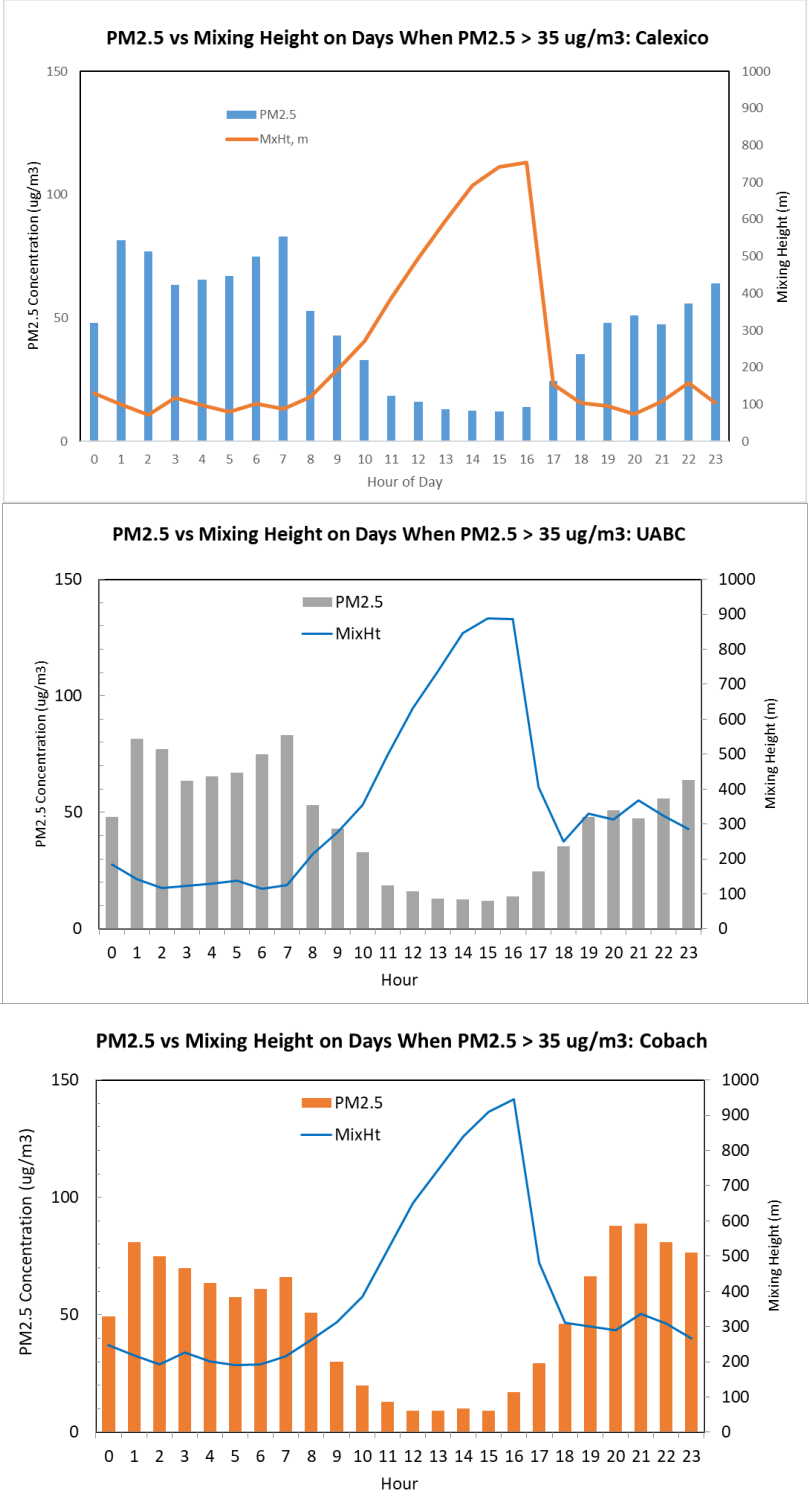 PM2.5 vs Mixing Height on Days When PM2.5 > 35 ug/m3: Calexico
150
100
50
0
PM2.5 Concentration (ug/m3)
PM2.5
MxHt, m
1000
900
800
700
600
500
400
300
200
100
0
Mixing Height (m)
0 1 2 3 4 5 6 7 8 9 10 11 12 13 14 15 16 17 18 19 20 21 22 23
Hour of Day
PM2.5 vs Mixing Height on Days When PM2.5 > 35 ug/m3: UABC
150
100
50
0
PM2.5 Concentration (ug/m3)
PM2.5
MixHt
1000
900
800
700
600
500
400
300
200
100
0
Mixing Height (m)
0 1 2 3 4 5 6 7 8 9 10 11 12 13 14 15 16 17 18 19 20 21 22 23
Hour
PM2.5 vs Mixing Height on Days When PM2.5 > 35 ug/m3: Cobach
150
100
50
0
PM2.5 Concentration (ug/m3)
PM2.5
MixHt
1000
900
800
700
600
500
400
300
200
100
0
Mixing Height (m)
0 1 2 3 4 5 6 7 8 9 10 11 12 13 14 15 16 17 18 19 20 21 22 23
Hour